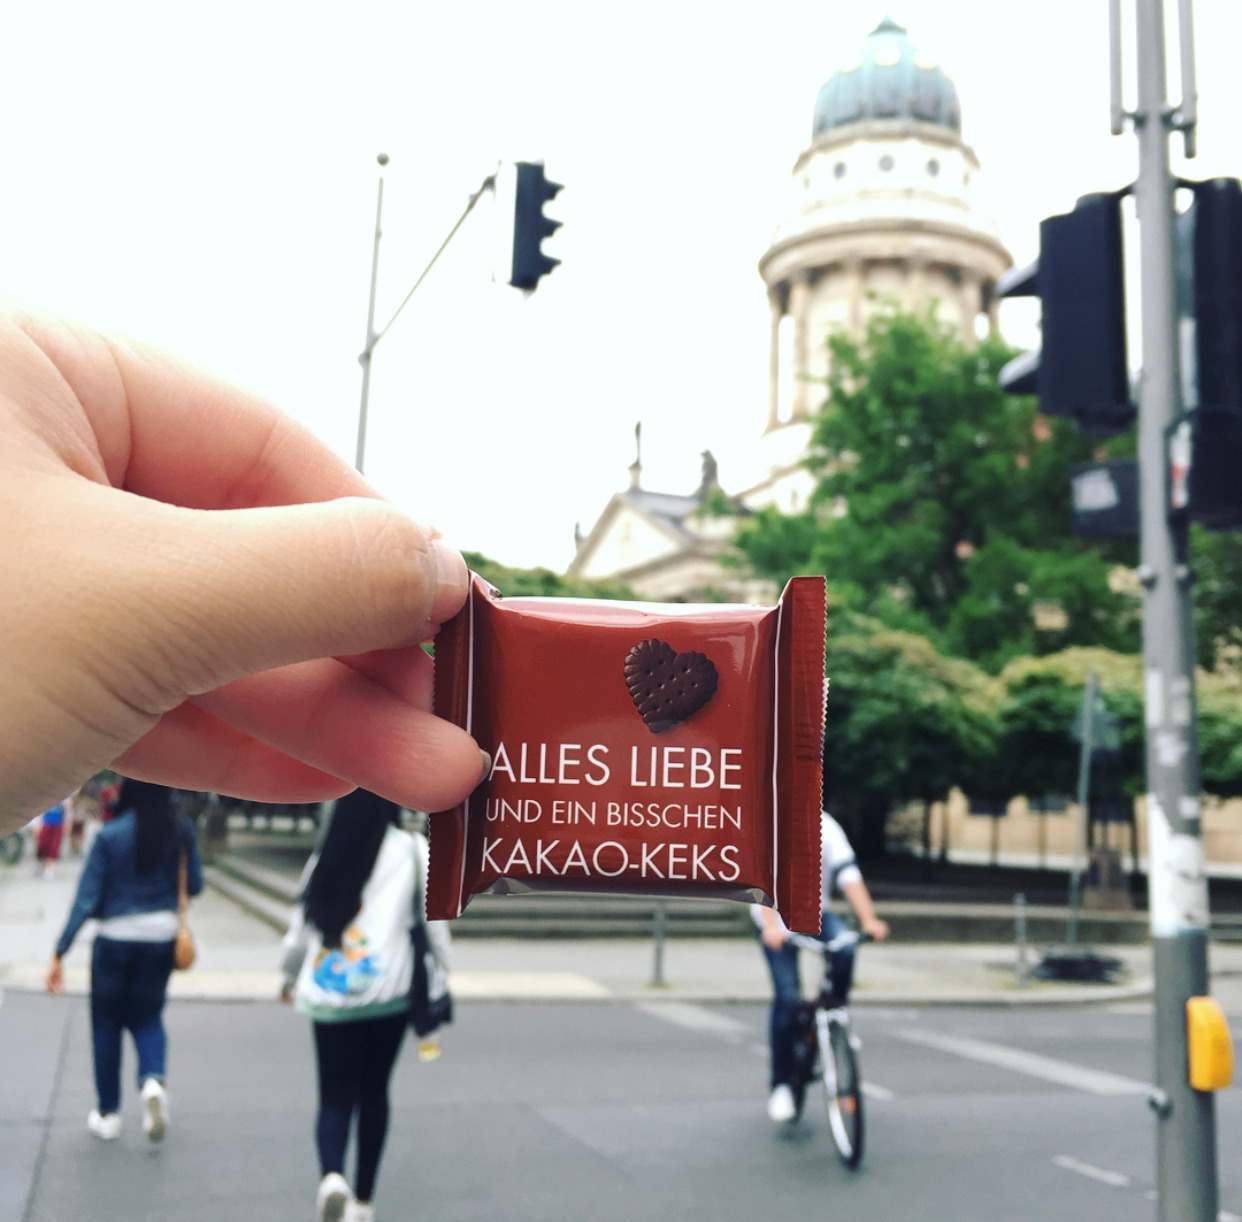 ALLES LIEBE
UND EIN BISSCHEN
KAKAO-KEKS